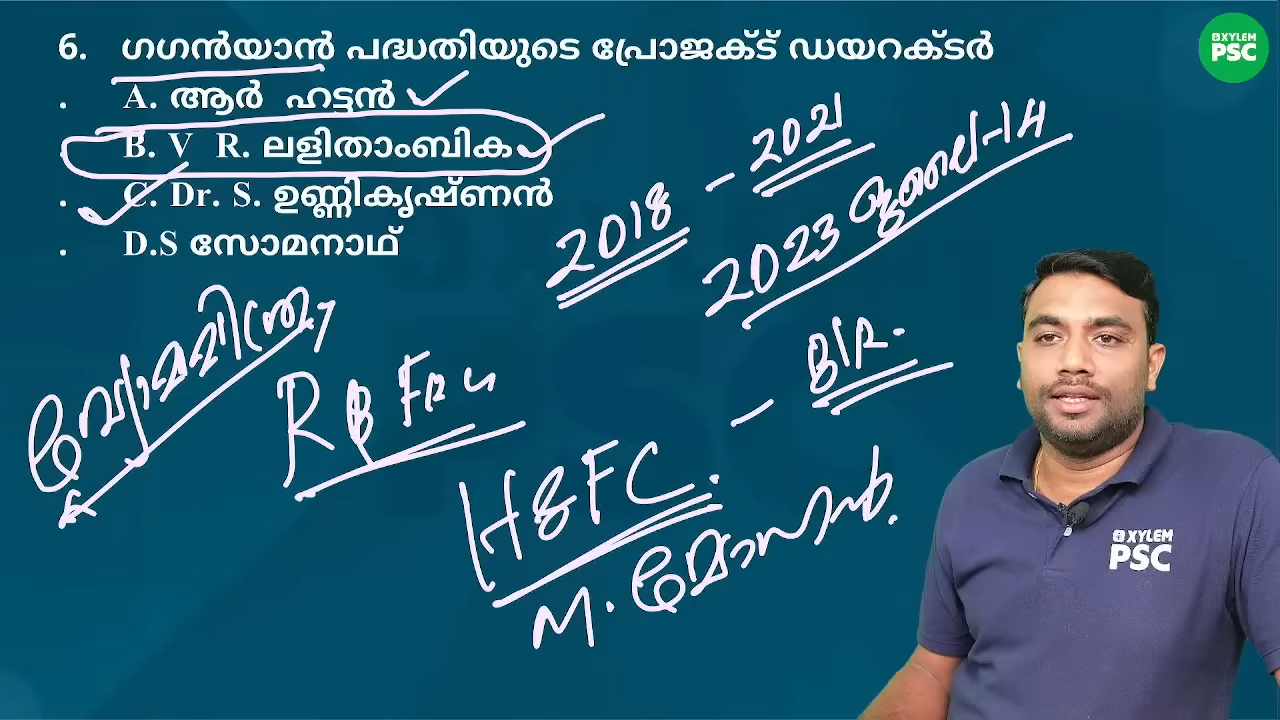 6. ഗഗൻയാൻ പദ്ധതിയുടെ പ്രോജക്ട് ഡയറക്ടർ
. A. ആർ ഹട്ടൻ
B. V R. ലളിതാംബിക
. C. Dr. S. ഉണ്ണികൃഷ്ണൻ
. D.S സോമനാഥ്
2018 - 2021
2023 ജൂലൈ-14
വ്യോമമിത്ര
HSFC. - BIR.
M. മോഹൻ.
XYLEM
PSC
XYLEM
PSC